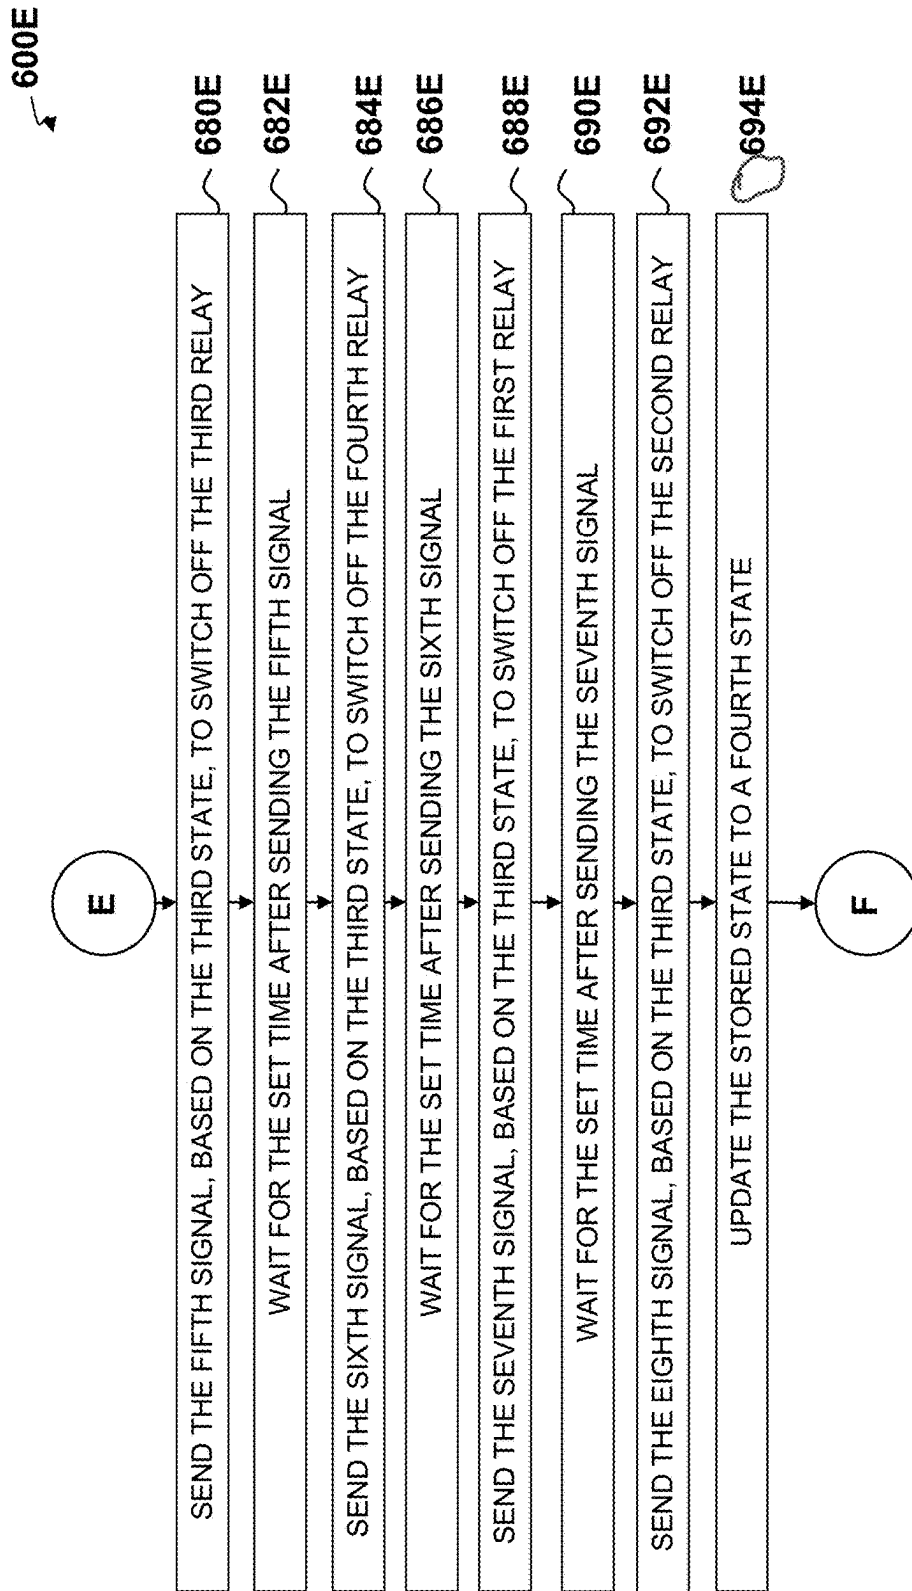 600E
E
SEND THE FIFTH SIGNAL, BASED ON THE THIRD STATE, TO SWITCH OFF THE THIRD RELAY
680E
WAIT FOR THE SET TIME AFTER SENDING THE FIFTH SIGNAL
682E
SEND THE SIXTH SIGNAL, BASED ON THE THIRD STATE, TO SWITCH OFF THE FOURTH RELAY
684E
WAIT FOR THE SET TIME AFTER SENDING THE SIXTH SIGNAL
686E
SEND THE SEVENTH SIGNAL, BASED ON THE THIRD STATE, TO SWITCH OFF THE FIRST RELAY
688E
WAIT FOR THE SET TIME AFTER SENDING THE SEVENTH SIGNAL
690E
SEND THE EIGHTH SIGNAL, BASED ON THE THIRD STATE, TO SWITCH OFF THE SECOND RELAY
692E
UPDATE THE STORED STATE TO A FOURTH STATE
694E
F